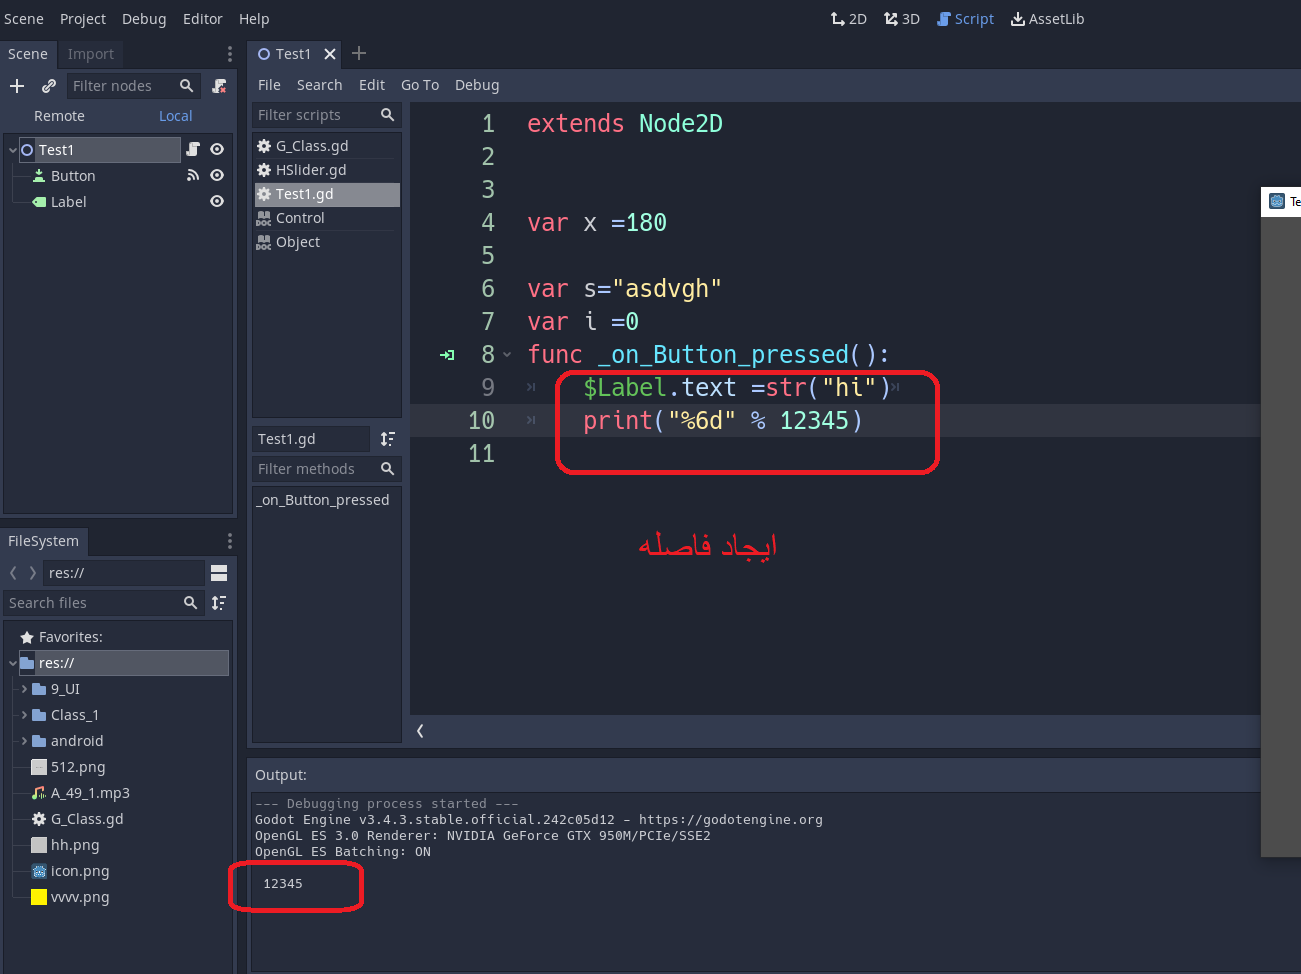 Scene Project Debug Editor Help
2D 3D Script AssetLib
Scene Import
Filter nodes
Remote Local
Test1
Button
Label
FileSystem
res://
Search files
Favorites:
res://
9_UI
Class_1
android
512.png
A_49_1.mp3
G_Class.gd
hh.png
icon.png
vvvv.png
Test1
File Search Edit Go To Debug
Filter scripts
G_Class.gd
HSlider.gd
Test1.gd
DOC Control
DOC Object
Test1.gd
Filter methods
_on_Button_pressed
1 extends Node2D
2
3
4 var x =180
5
6 var s="asdvgh"
7 var i =0
8 func _on_Button_pressed():
9 $Label.text =str("hi")
10 print("%6d" % 12345)
11
ایجاد فاصله
Te
Output:
--- Debugging process started ---
Godot Engine v3.4.3.stable.official.242c05d12 - https://godotengine.org
OpenGL ES 3.0 Renderer: NVIDIA GeForce GTX 950M/PCIe/SSE2
OpenGL ES Batching: ON
12345